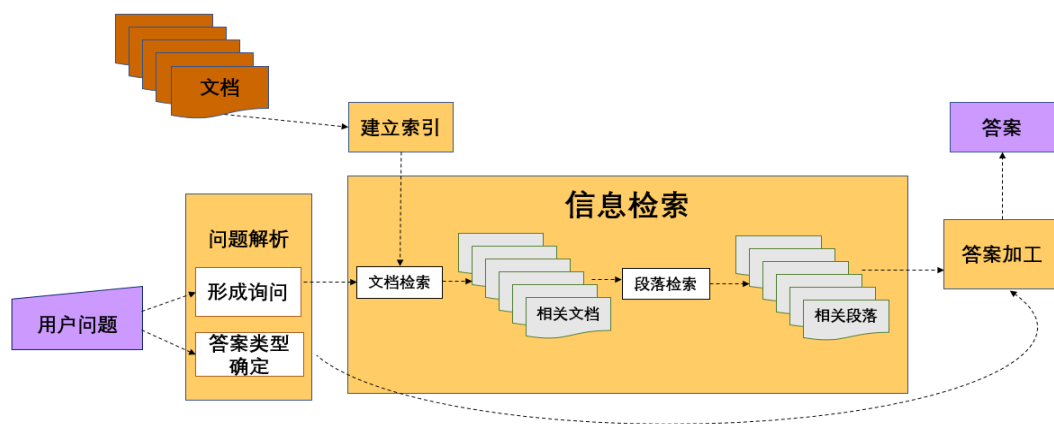 文档
建立索引
答案
信息检索
问题解析
形成询问
文档检索
段落检索
答案加工
用户问题
相关文档
相关段落
答案类型
确定